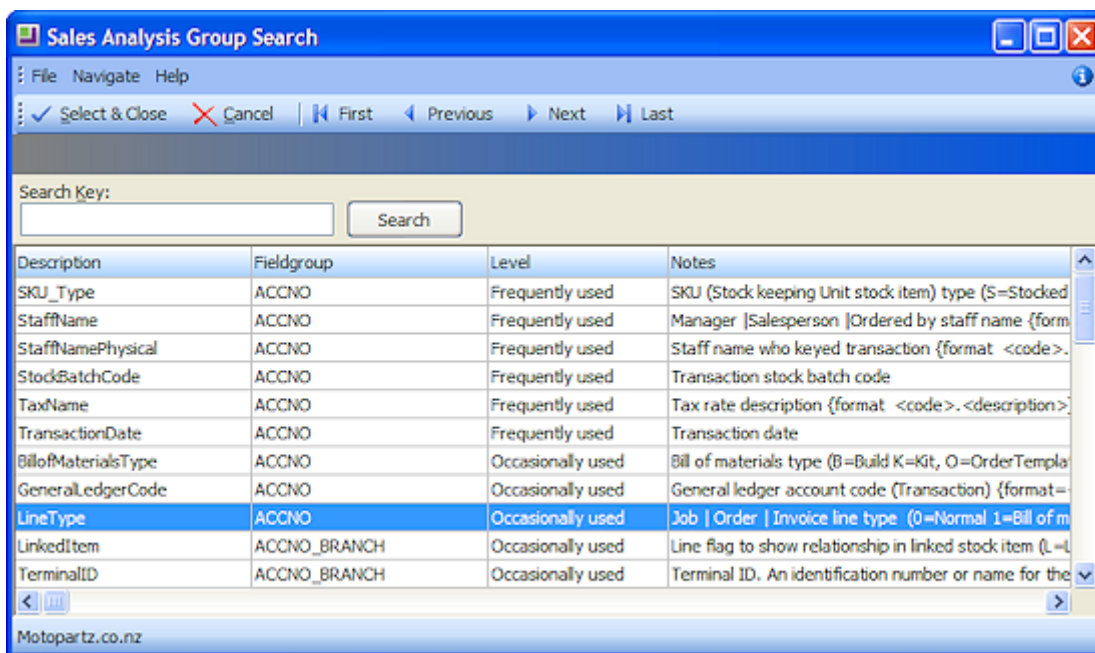 Sales Analysis Group Search
File Navigate Help
Select & Close Cancel First Previous Next Last
Search Key:
Search
Description Fieldgroup Level Notes
SKU_Type ACCNO Frequently used SKU (Stock keeping Unit stock item) type (S=Stocked
StaffName ACCNO Frequently used Manager |Salesperson |Ordered by staff name {form
StaffNamePhysical ACCNO Frequently used Staff name who keyed transaction {format <code>.
StockBatchCode ACCNO Frequently used Transaction stock batch code
TaxName ACCNO Frequently used Tax rate description {format <code>.<description>}
TransactionDate ACCNO Frequently used Transaction date
BillofMaterialsType ACCNO Occasionally used Bill of materials type (B=Build K=Kit, O=OrderTempla
GeneralLedgerCode ACCNO Occasionally used General ledger account code (Transaction) {format=
LineType ACCNO Occasionally used Job | Order | Invoice line type (0=Normal 1=Bill of m
LinkedItem ACCNO_BRANCH Occasionally used Line flag to show relationship in linked stock item (L=L
TerminalID ACCNO_BRANCH Occasionally used Terminal ID. An identification number or name for the
Motopartz.co.nz